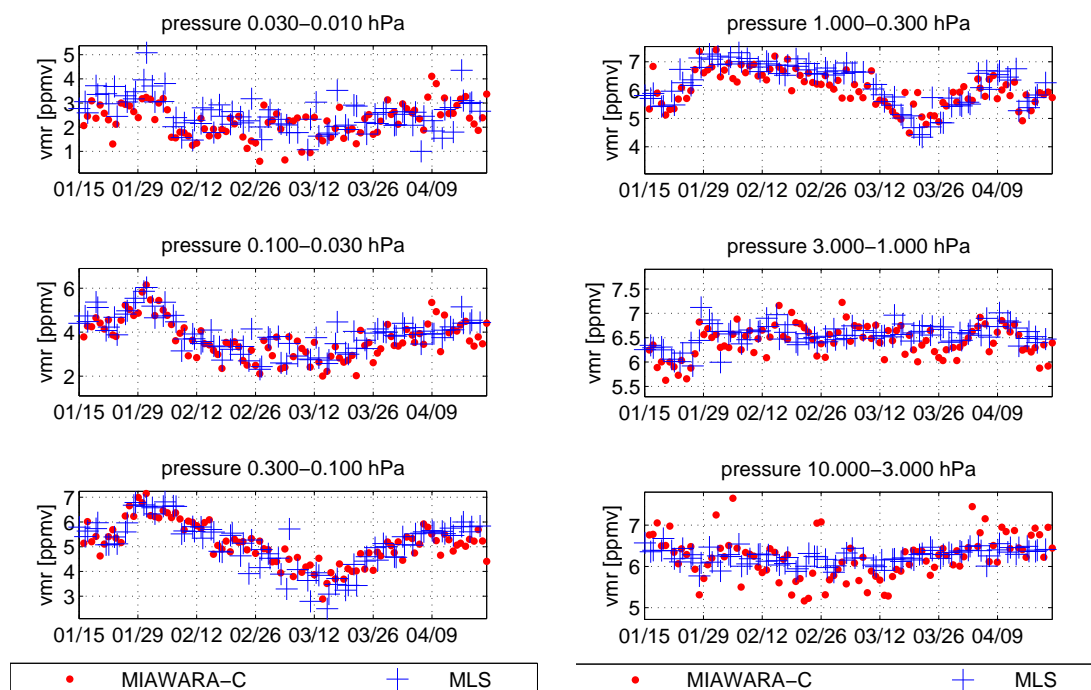 pressure 0.030−0.010 hPa
vmr [ppmv]
5
4
3
2
1
01/15 01/29 02/12 02/26 03/12 03/26 04/09
pressure 0.100−0.030 hPa
vmr [ppmv]
6
4
2
01/15 01/29 02/12 02/26 03/12 03/26 04/09
pressure 0.300−0.100 hPa
vmr [ppmv]
7
6
5
4
3
01/15 01/29 02/12 02/26 03/12 03/26 04/09
MIAWARA−C MLS
pressure 1.000−0.300 hPa
vmr [ppmv]
7
6
5
4
01/15 01/29 02/12 02/26 03/12 03/26 04/09
pressure 3.000−1.000 hPa
vmr [ppmv]
7.5
7
6.5
6
5.5
01/15 01/29 02/12 02/26 03/12 03/26 04/09
pressure 10.000−3.000 hPa
vmr [ppmv]
7
6
5
01/15 01/29 02/12 02/26 03/12 03/26 04/09
MIAWARA−C MLS